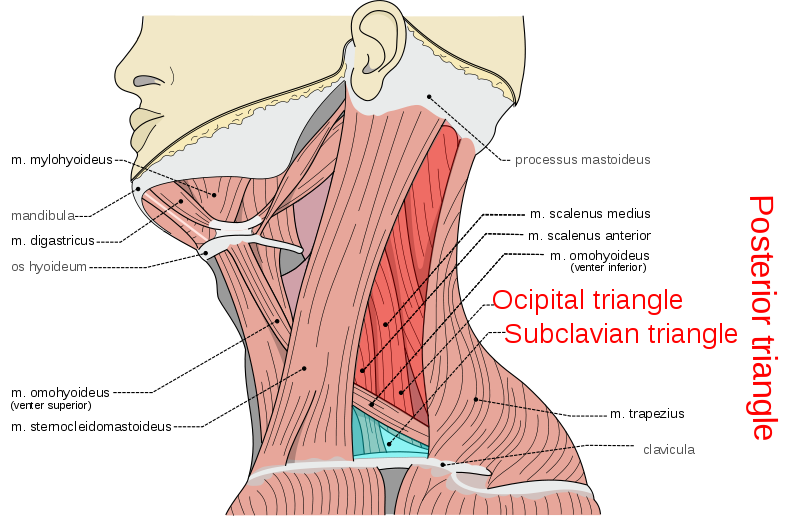 m. mylohyoideus
mandibula
m. digastricus
os hyoideum
m. omohyoideus
(venter superior)
m. sternocleidomastoideus
processus mastoideus
m. scalenus medius
m. scalenus anterior
m. omohyoideus
(venter inferior)
Ocipital triangle
Subclavian triangle
m. trapezius
clavicula
Posterior triangle